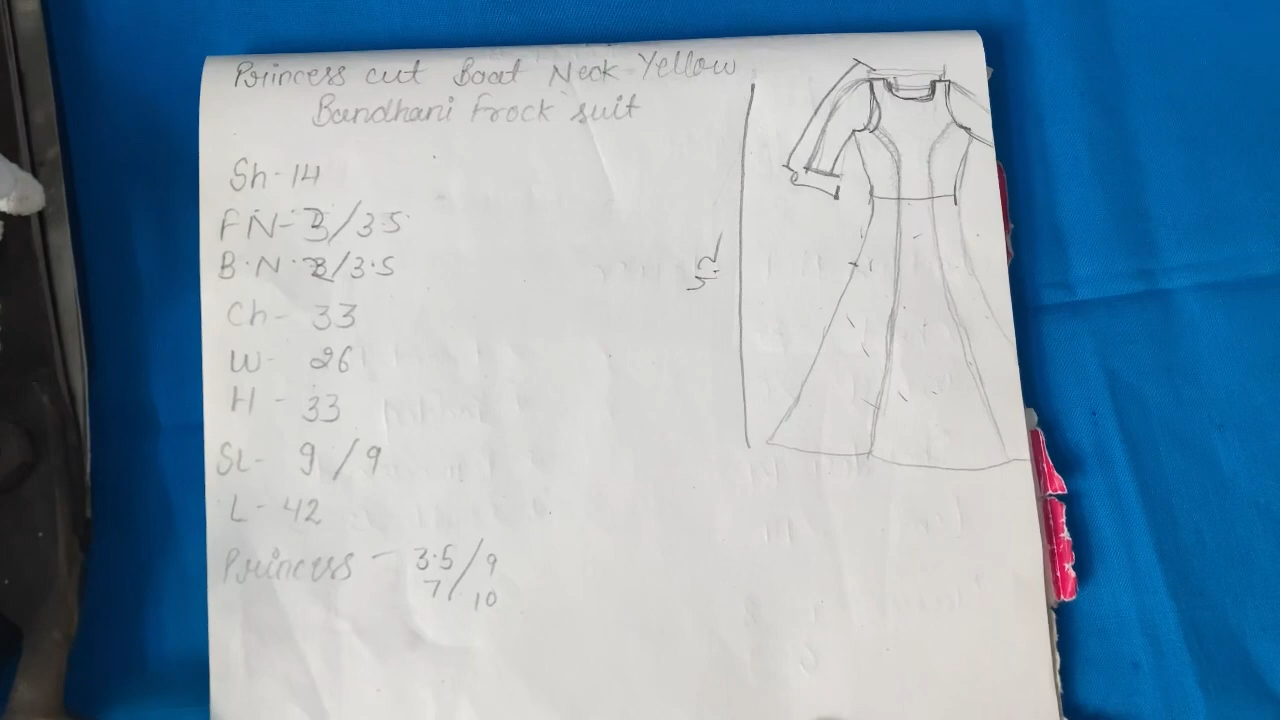 Princess cut Boat Neck Yellow
Bandhani Frock suit
Sh-14
FN-3/3.5
B.N.3/3.5
Ch- 33
W- 26
H - 33
SL- 9/9
L-42
Princess - 3.5/9
7/10
42